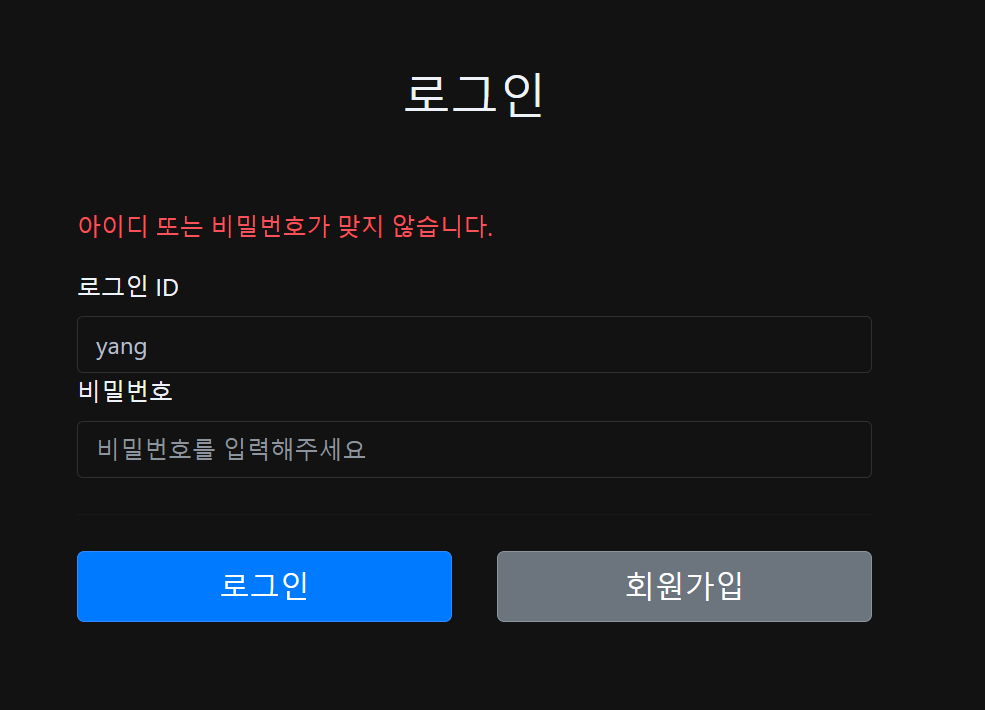 로그인
아이디 또는 비밀번호가 맞지 않습니다.
로그인 ID
yang
비밀번호
비밀번호를 입력해주세요
로그인 회원가입